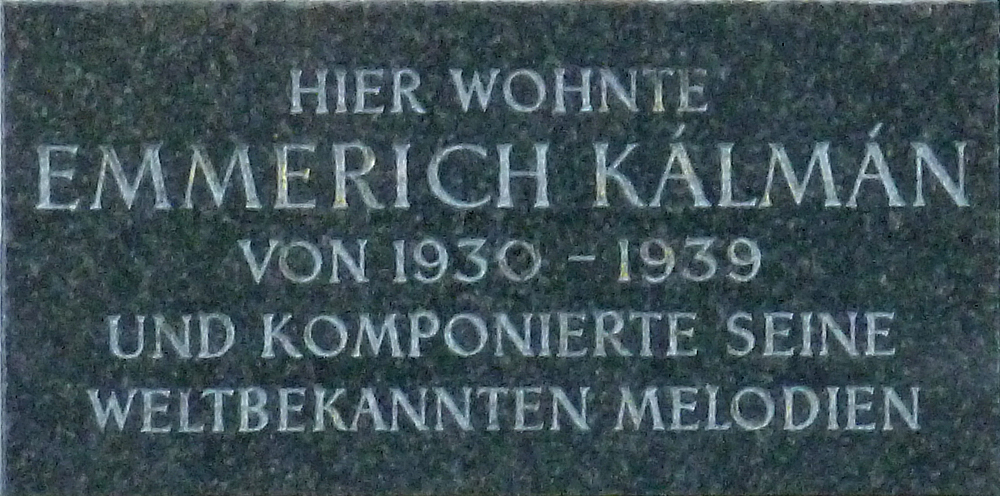 HIER WOHNTE
EMMERICH KÁLMÁN
VON 1930 – 1939
UND KOMPONIERTE SEINE
WELTBEKANNTEN MELODIEN